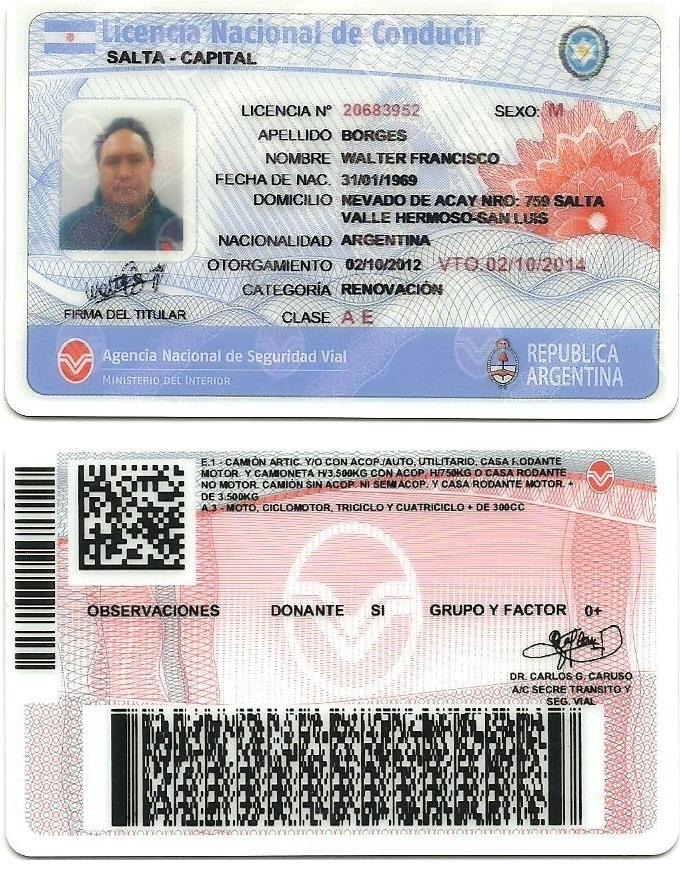 Licencia Nacional de Conducir
SALTA - CAPITAL
LICENCIA Nº 20683952 SEXO: M
APELLIDO BORGES
NOMBRE WALTER FRANCISCO
FECHA DE NAC. 31/01/1969
DOMICILIO NEVADO DE ACAY NRO: 759 SALTA
VALLE HERMOSO-SAN LUIS
NACIONALIDAD ARGENTINA
OTORGAMIENTO 02/10/2012 VTO.02/10/2014
CATEGORÍA RENOVACIÓN
FIRMA DEL TITULAR
CLASE A E
Agencia Nacional de Seguridad Vial
MINISTERIO DEL INTERIOR
REPUBLICA
ARGENTINA
E.1 - CAMIÓN ARTIC. Y/O CON ACOP./AUTO, UTILITARIO, CASA RODANTE
MOTOR. Y CAMIONETA H/3.500KG CON ACOP. H/750KG O CASA RODANTE
NO MOTOR. CAMIÓN SIN ACOP. NI SEMIACOP. Y CASA RODANTE MOTOR. +
DE 3.500KG
A.3 - MOTO, CICLOMOTOR, TRICICLO Y CUATRICICLO + DE 300CC
OBSERVACIONES DONANTE SI GRUPO Y FACTOR 0+
DR. CARLOS G. CARUSO
A/C SECRE TRANSITO Y
SEG. VIAL